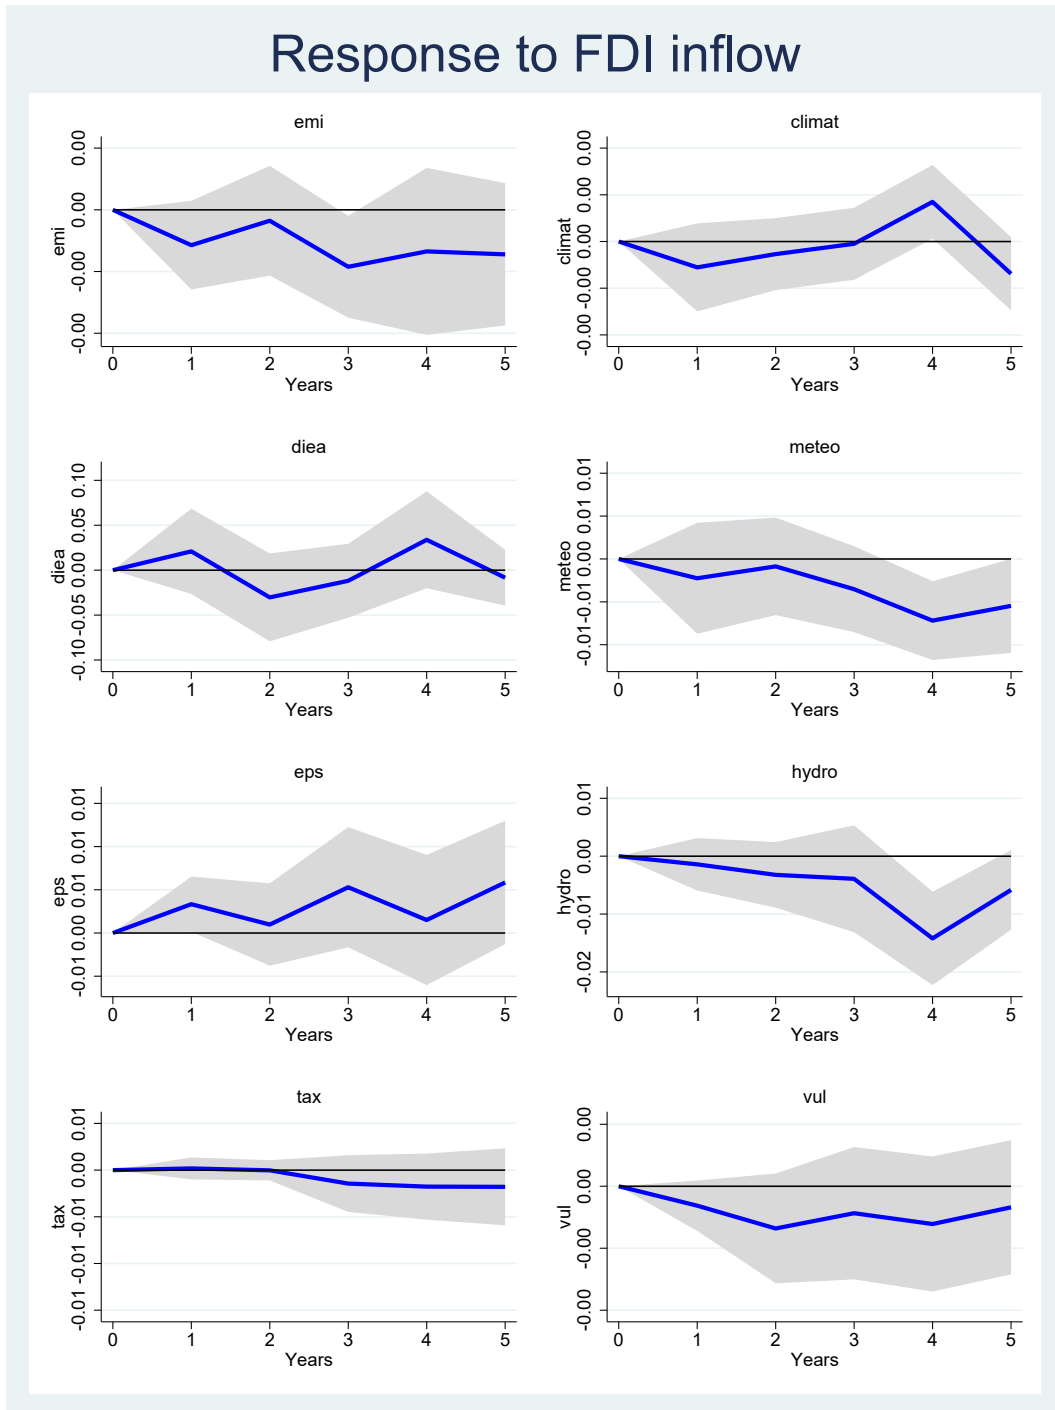 Response to FDI inflow
emi
0.00
0.00
-0.00
-0.00
emi
0 1 2 3 4 5
Years
climat
0.00
0.00
0.00
-0.00
-0.00
climat
0 1 2 3 4 5
Years
diea
0.10
0.05
0.00
-0.05
-0.10
diea
0 1 2 3 4 5
Years
meteo
0.01
0.01
0.00
-0.01
-0.01
meteo
0 1 2 3 4 5
Years
eps
0.01
0.01
0.01
0.00
-0.01
eps
0 1 2 3 4 5
Years
hydro
0.01
0.00
-0.01
-0.02
hydro
0 1 2 3 4 5
Years
tax
0.01
0.00
-0.01
-0.01
-0.01
tax
0 1 2 3 4 5
Years
vul
0.00
0.00
-0.00
-0.00
vul
0 1 2 3 4 5
Years